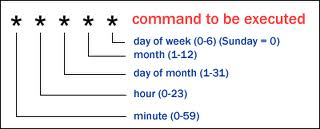 * * * * * command to be executed
day of week (0-6) (Sunday = 0)
month (1-12)
day of month (1-31)
hour (0-23)
minute (0-59)